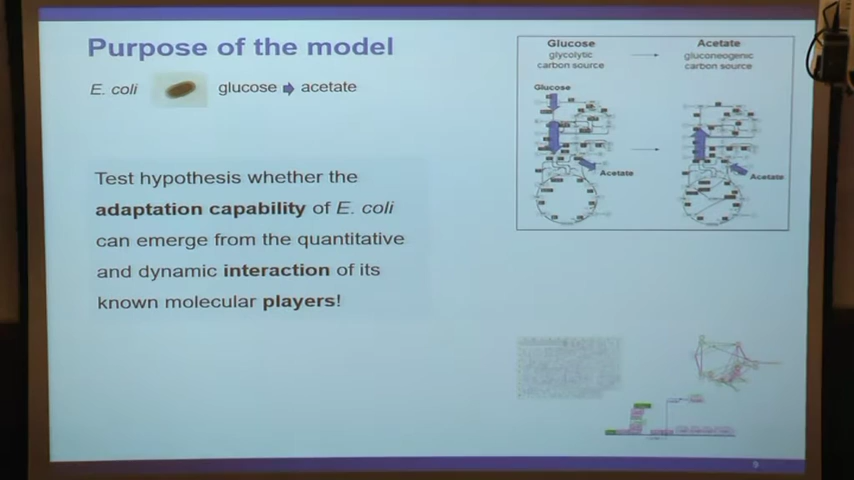 Purpose of the model
E. coli glucose acetate
Test hypothesis whether the
adaptation capability of E. coli
can emerge from the quantitative
and dynamic interaction of its
known molecular players!
Glucose
glycolytic
carbon source
Acetate
gluconeogenic
carbon source
Glucose
Acetate
Acetate
9